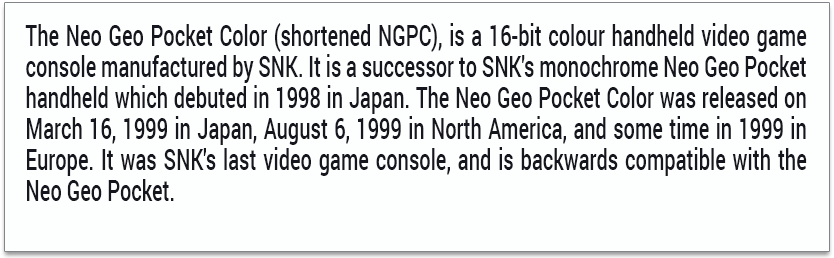 The Neo Geo Pocket Color (shortened NGPC), is a 16-bit colour handheld video game
console manufactured by SNK. It is a successor to SNK's monochrome Neo Geo Pocket
handheld which debuted in 1998 in Japan. The Neo Geo Pocket Color was released on
March 16, 1999 in Japan, August 6, 1999 in North America, and some time in 1999 in
Europe. It was SNK's last video game console, and is backwards compatible with the
Neo Geo Pocket.